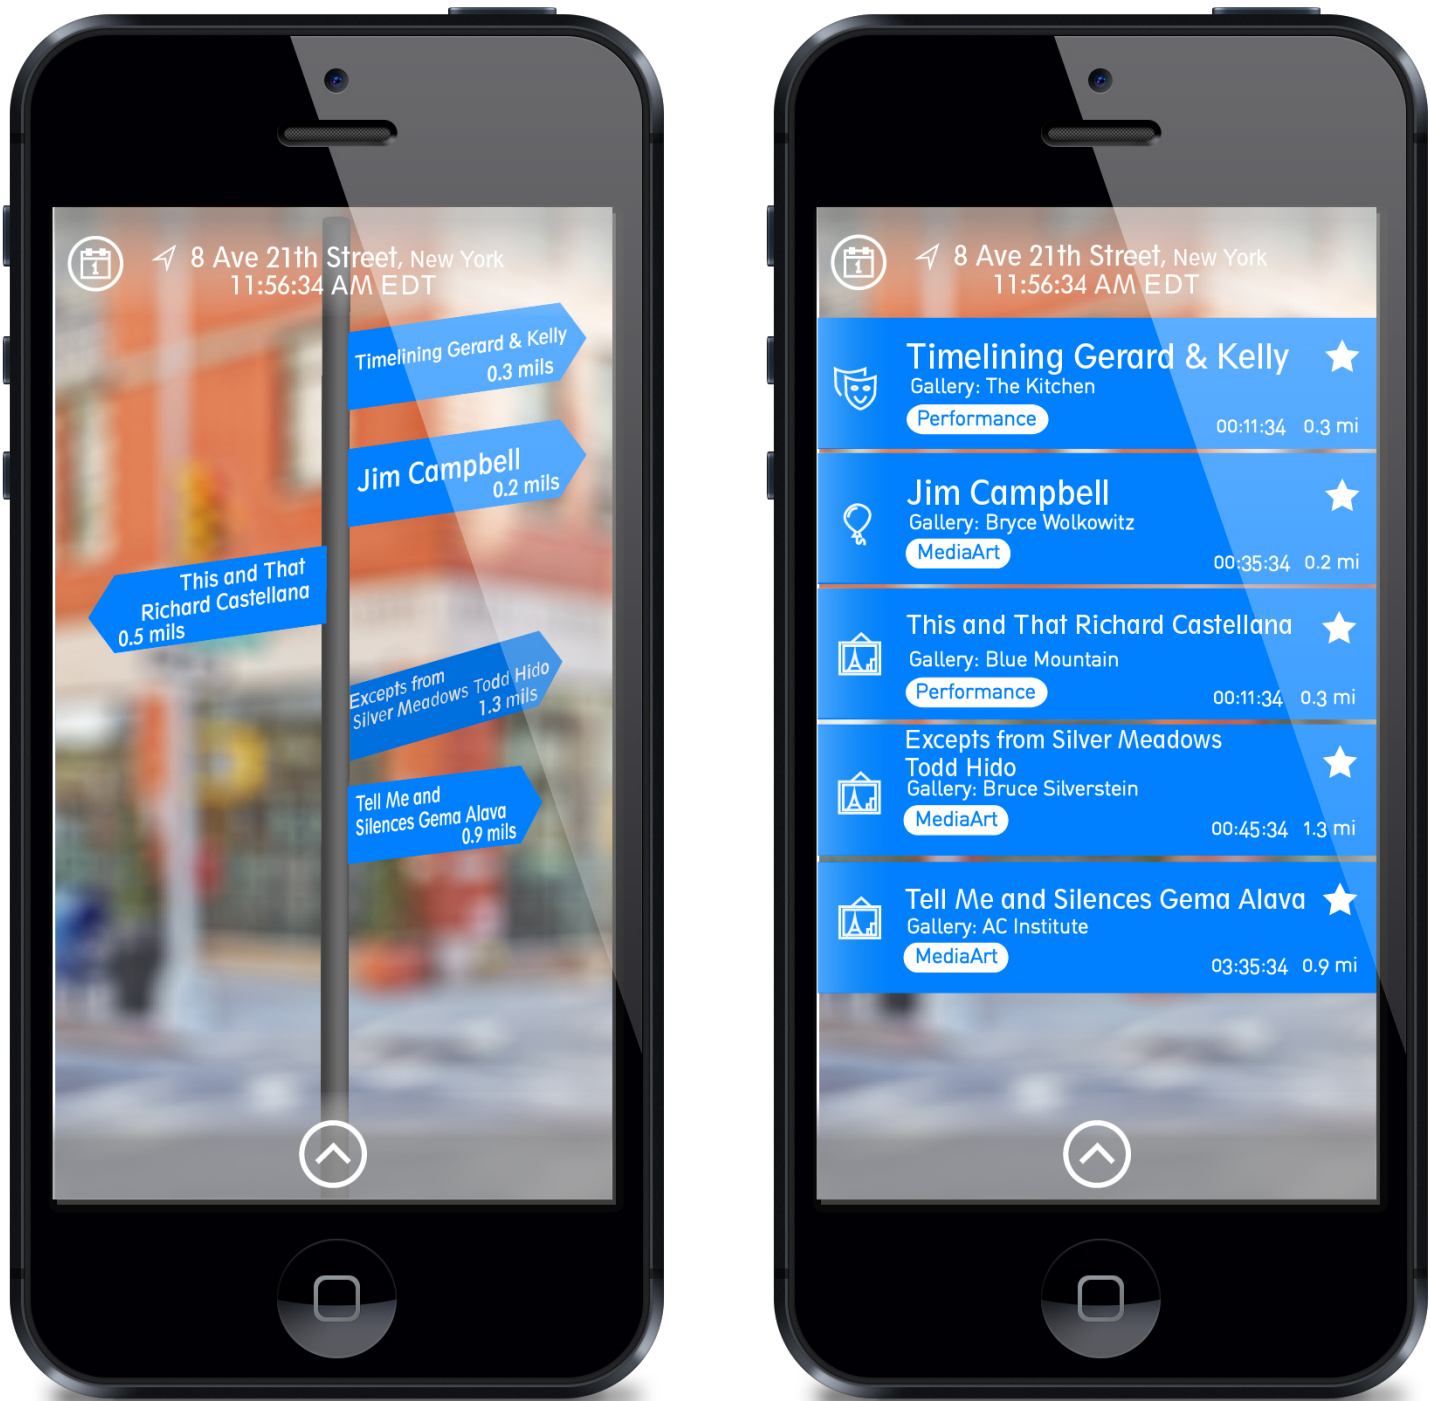 1
8 Ave 21th Street, New York
11:56:34 AM EDT
Timelining Gerard & Kelly
0.3 mils
Jim Campbell
0.2 mils
This and That
Richard Castellana
0.5 mils
Excepts from
Silver Meadows Todd Hido
1.3 mils
Tell Me and
Silences Gema Alava
0.9 mils
1
8 Ave 21th Street, New York
11:56:34 AM EDT
Timelining Gerard & Kelly
Gallery: The Kitchen
Performance
00:11:34 0.3 mi
Jim Campbell
Gallery: Bryce Wolkowitz
MediaArt
00:35:34 0.2 mi
This and That Richard Castellana
Gallery: Blue Mountain
Performance
00:11:34 0.3 mi
Excepts from Silver Meadows
Todd Hido
Gallery: Bruce Silverstein
MediaArt
00:45:34 1.3 mi
Tell Me and Silences Gema Alava
Gallery: AC Institute
MediaArt
03:35:34 0.9 mi